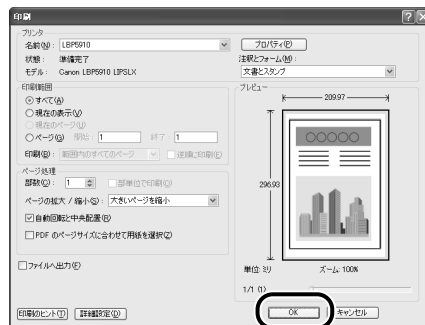 印刷
プリンタ
名前(N): LBP5910 プロパティ(P)
状態: 準備完了 注釈とフォーム(M):
モデル: Canon LBP5910 LIPSLX 文書とスタンプ
印刷範囲 プレビュー
すべて(A) 209.97
現在の表示(V)
現在のページ(U)
ページ(G) 開始: 1 終了: 1
印刷(B): 範囲内のすべてのページ 逆順に印刷(E)
ページ処理
部数(C): 1 部単位で印刷(O)
296.93
ページの拡大 / 縮小(S): 大きいページを縮小
自動回転と中央配置(R)
PDF のページサイズに合わせて用紙を選択(Z)
ファイルへ出力(F) 単位: ミリ ズーム: 100%
1/1 (1)
印刷のヒント(T) 詳細設定(D) OK キャンセル